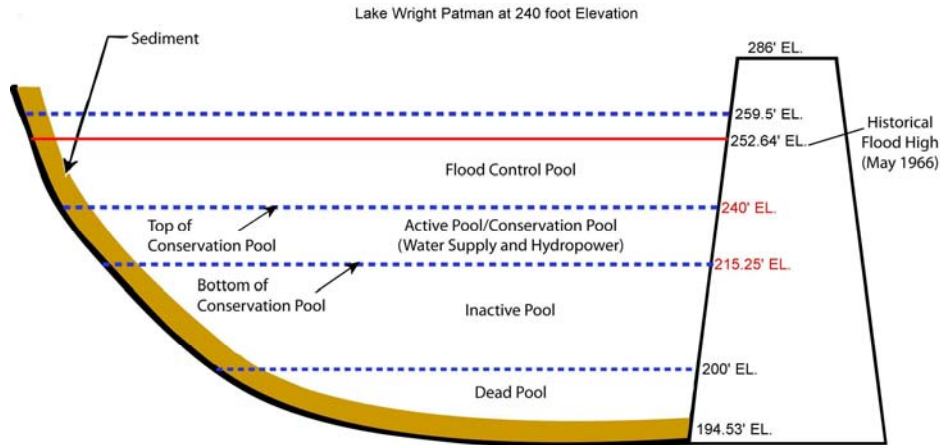 Lake Wright Patman at 240 foot Elevation
Sediment
286' EL.
259.5' EL.
252.64' EL.
Historical
Flood High
(May 1966)
Flood Control Pool
240' EL.
Top of
Conservation Pool
Active Pool/Conservation Pool
(Water Supply and Hydropower)
215.25' EL.
Bottom of
Conservation Pool
Inactive Pool
200' EL.
Dead Pool
194.53' EL.